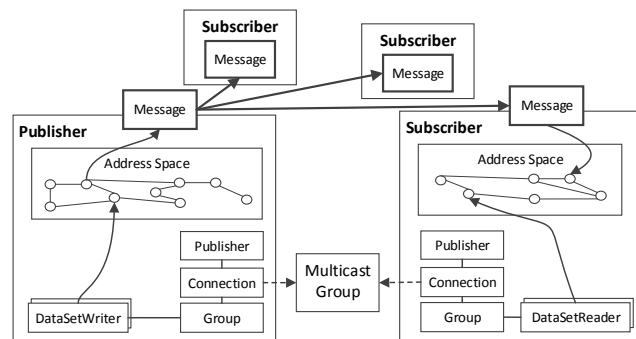 Subscriber
Message
Subscriber
Message
Message
Message
Publisher
Address Space
Publisher
Connection
Group
DataSetWriter
Multicast
Group
Subscriber
Address Space
Publisher
Connection
Group
DataSetReader